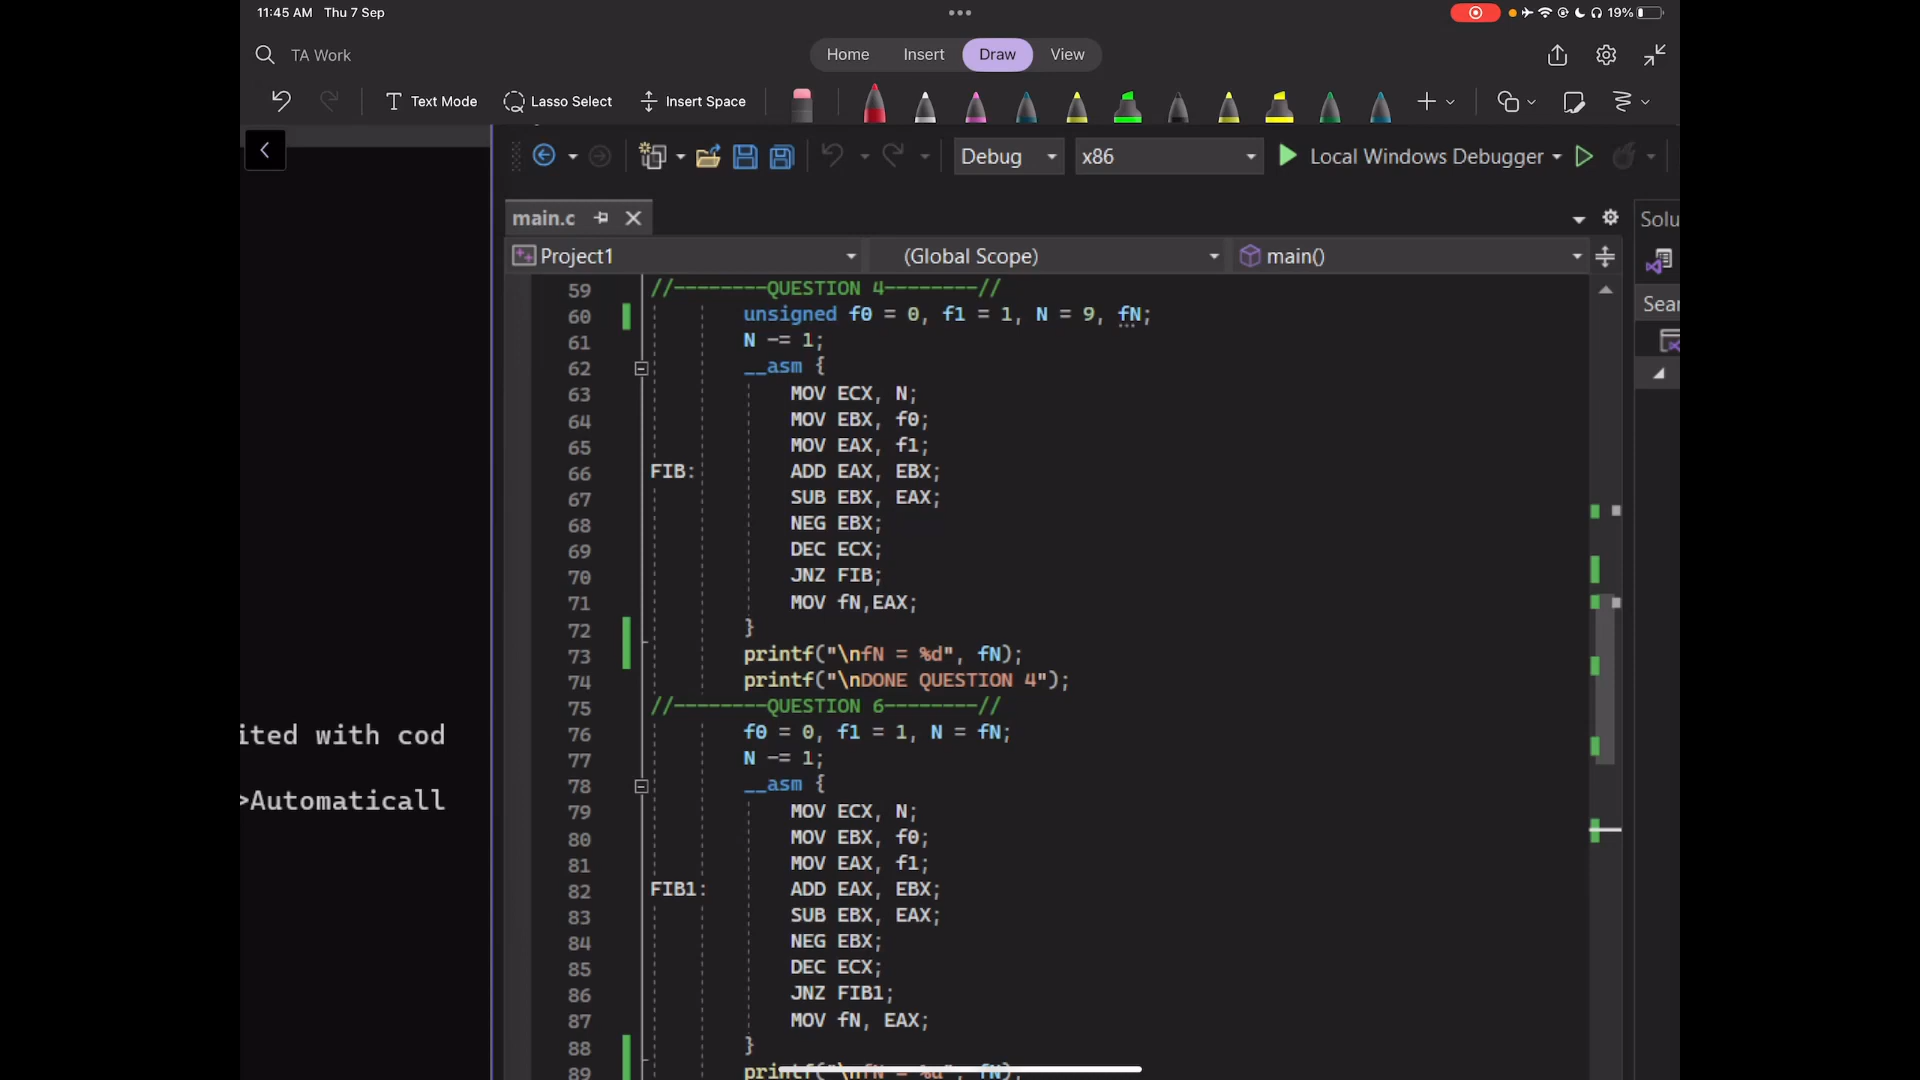 11:45 AM Thu 7 Sep
19%
TA Work
Home Insert Draw View
Text Mode Lasso Select Insert Space
Debug x86 Local Windows Debugger
main.c
Solu
Project1 (Global Scope) main()
Sear
59 //--------QUESTION 4--------//
60 unsigned f0 = 0, f1 = 1, N = 9, fN;
61 N -= 1;
62 __asm {
63 MOV ECX, N;
64 MOV EBX, f0;
65 MOV EAX, f1;
66 FIB: ADD EAX, EBX;
67 SUB EBX, EAX;
68 NEG EBX;
69 DEC ECX;
70 JNZ FIB;
71 MOV fN,EAX;
72 }
73 printf("\nfN = %d", fN);
74 printf("\nDONE QUESTION 4");
75 //--------QUESTION 6--------//
76 f0 = 0, f1 = 1, N = fN;
77 N -= 1;
78 __asm {
79 MOV ECX, N;
80 MOV EBX, f0;
81 MOV EAX, f1;
82 FIB1: ADD EAX, EBX;
83 SUB EBX, EAX;
84 NEG EBX;
85 DEC ECX;
86 JNZ FIB1;
87 MOV fN, EAX;
88 }
89 printf("\nfN = %d", fN);
ited with cod
>Automaticall